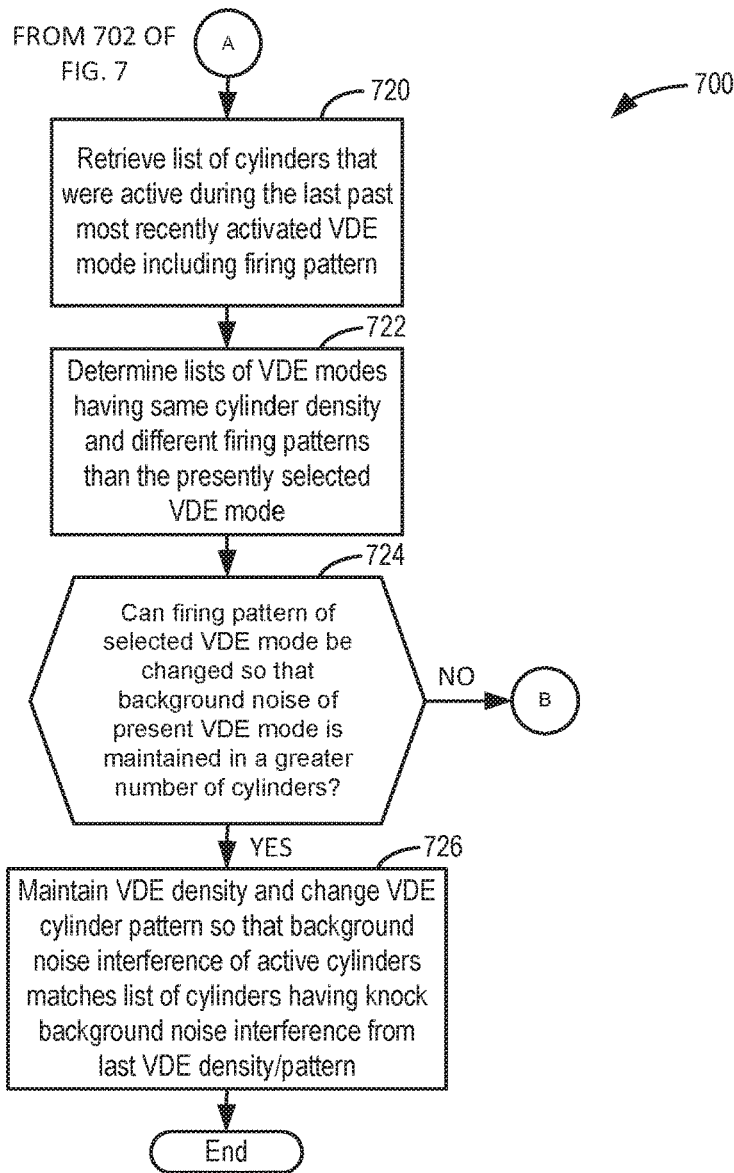 FROM 702 OF
FIG. 7
A
700
720
Retrieve list of cylinders that
were active during the last past
most recently activated VDE
mode including firing pattern
722
Determine lists of VDE modes
having same cylinder density
and different firing patterns
than the presently selected
VDE mode
724
Can firing pattern of
selected VDE mode be
changed so that
background noise of
present VDE mode is
maintained in a greater
number of cylinders?
NO
B
YES
726
Maintain VDE density and change VDE
cylinder pattern so that background
noise interference of active cylinders
matches list of cylinders having knock
background noise interference from
last VDE density/pattern
End